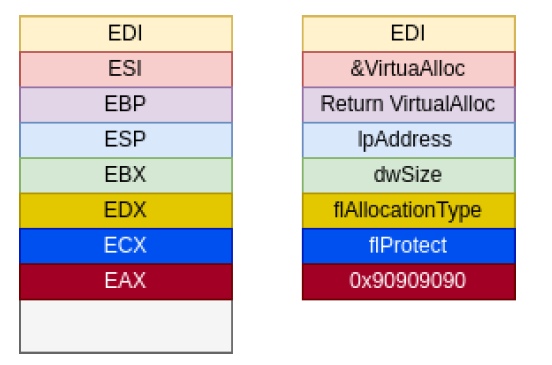 EDI
ESI
EBP
ESP
EBX
EDX
ECX
EAX
EDI
&VirtuaAlloc
Return VirtualAlloc
lpAddress
dwSize
flAllocationType
flProtect
0x90909090